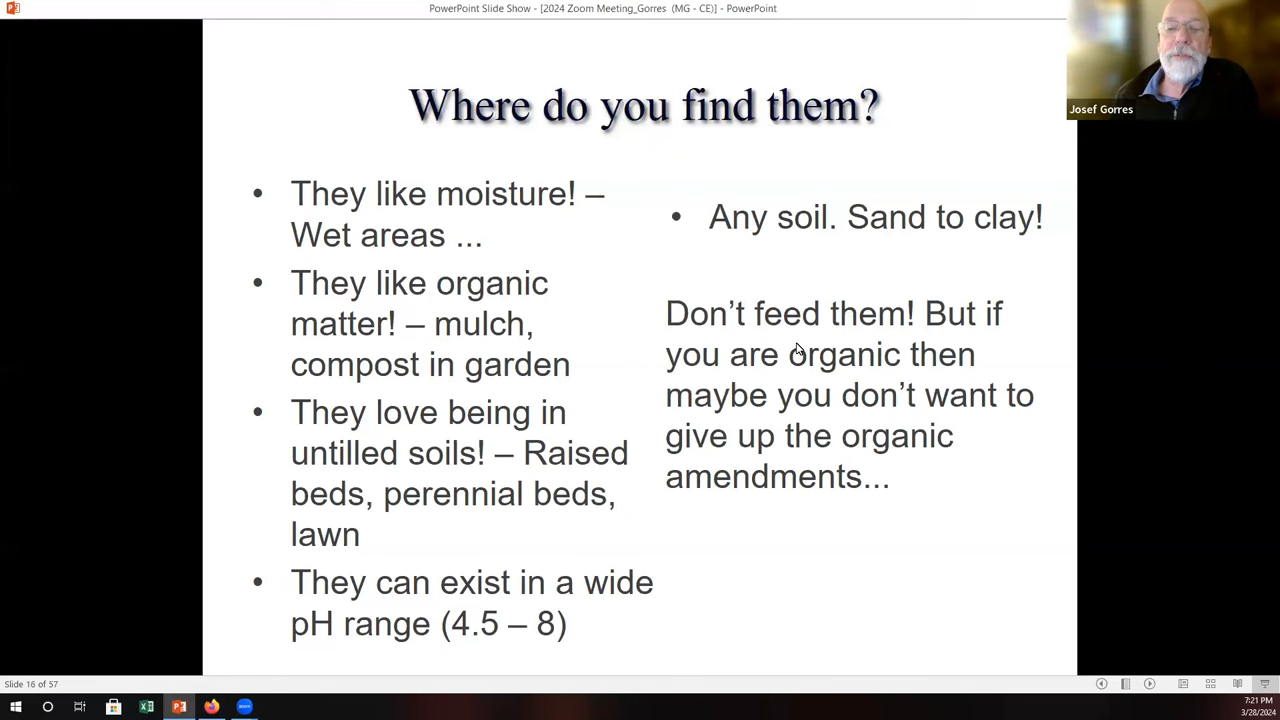 PowerPoint Slide Show - [2024 Zoom Meeting_Gorres (MG - CE)] - PowerPoint
Josef Gorres
Where do you find them?
• They like moisture! –
Wet areas ...
• They like organic
matter! – mulch,
compost in garden
• They love being in
untilled soils! – Raised
beds, perennial beds,
lawn
• They can exist in a wide
pH range (4.5 – 8)
• Any soil. Sand to clay!
Don’t feed them! But if
you are organic then
maybe you don’t want to
give up the organic
amendments...
Slide 16 of 57
zoom
7:21 PM
3/28/2024